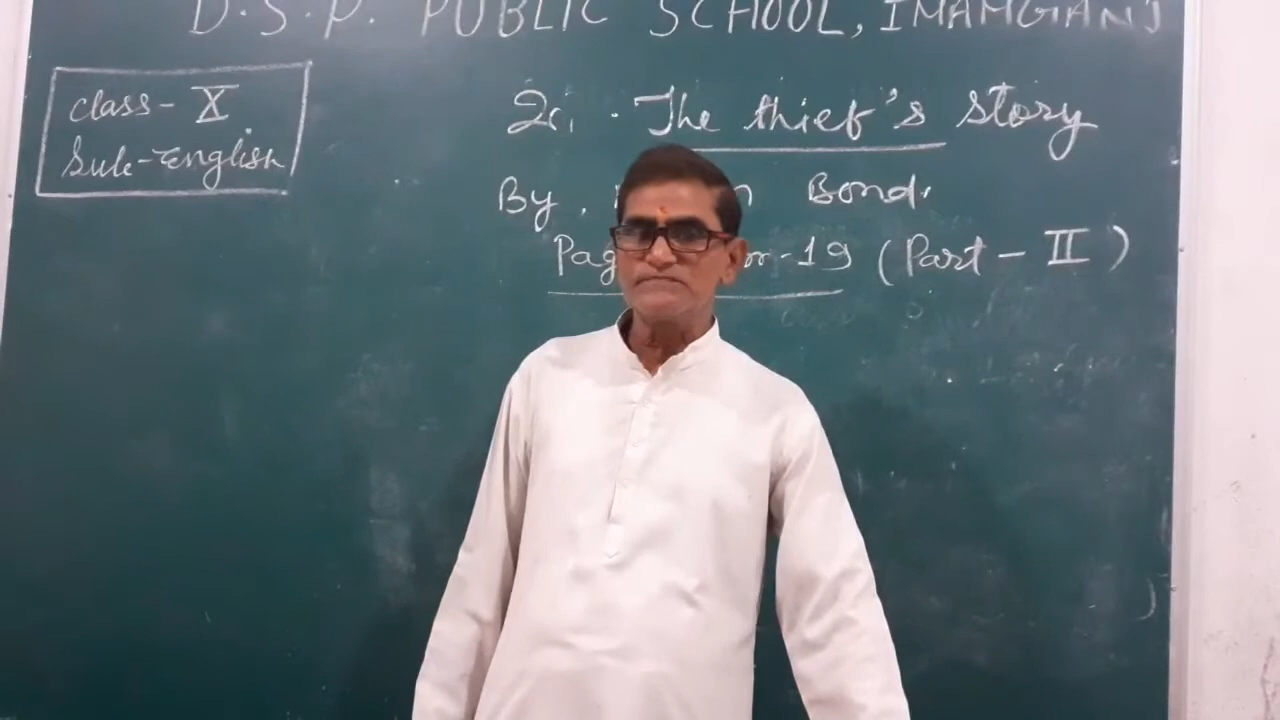 D.S.P. PUBLIC SCHOOL, IMAMGANJ
class - X
Sub - English
2. The thief's story
By, Bond.
19 (Part - II)